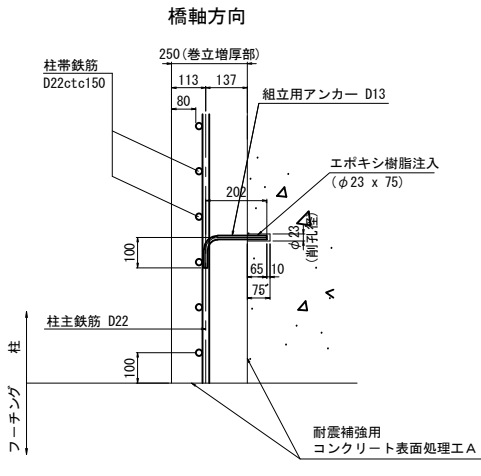 橋軸方向
250(巻立増厚部)
113 137
80
柱帯鉄筋
D22ctc150
組立用アンカー D13
エポキシ樹脂注入
(φ23 x 75)
202
φ23
(削孔径)
100
65 10
75
柱主鉄筋 D22
100
柱
フーチング
耐震補強用
コンクリート表面処理工A